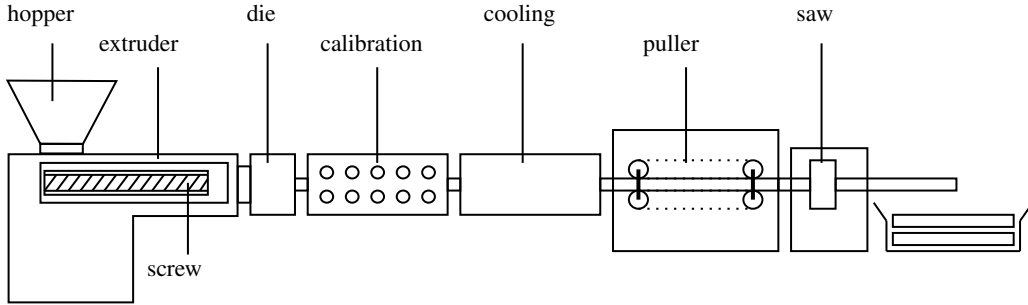 hopper
die
cooling
saw
extruder
calibration
puller
screw